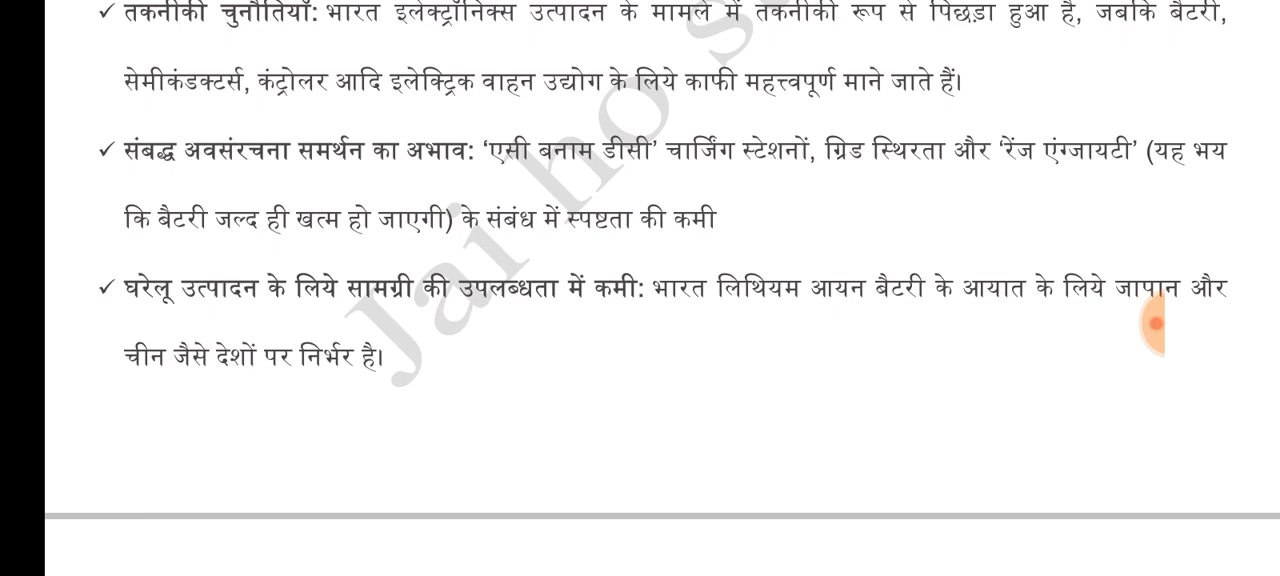 ✓ तकनीकी चुनौतियाँ: भारत इलेक्ट्रॉनिक्स उत्पादन के मामले में तकनीकी रूप से पिछड़ा हुआ है, जबकि बैटरी,
सेमीकंडक्टर्स, कंट्रोलर आदि इलेक्ट्रिक वाहन उद्योग के लिये काफी महत्त्वपूर्ण माने जाते हैं।
✓ संबद्ध अवसंरचना समर्थन का अभाव: ‘एसी बनाम डीसी’ चार्जिंग स्टेशनों, ग्रिड स्थिरता और ‘रेंज एंग्जायटी’ (यह भय
कि बैटरी जल्द ही खत्म हो जाएगी) के संबंध में स्पष्टता की कमी
✓ घरेलू उत्पादन के लिये सामग्री की उपलब्धता में कमी: भारत लिथियम आयन बैटरी के आयात के लिये जापान और
चीन जैसे देशों पर निर्भर है।
Jai ho